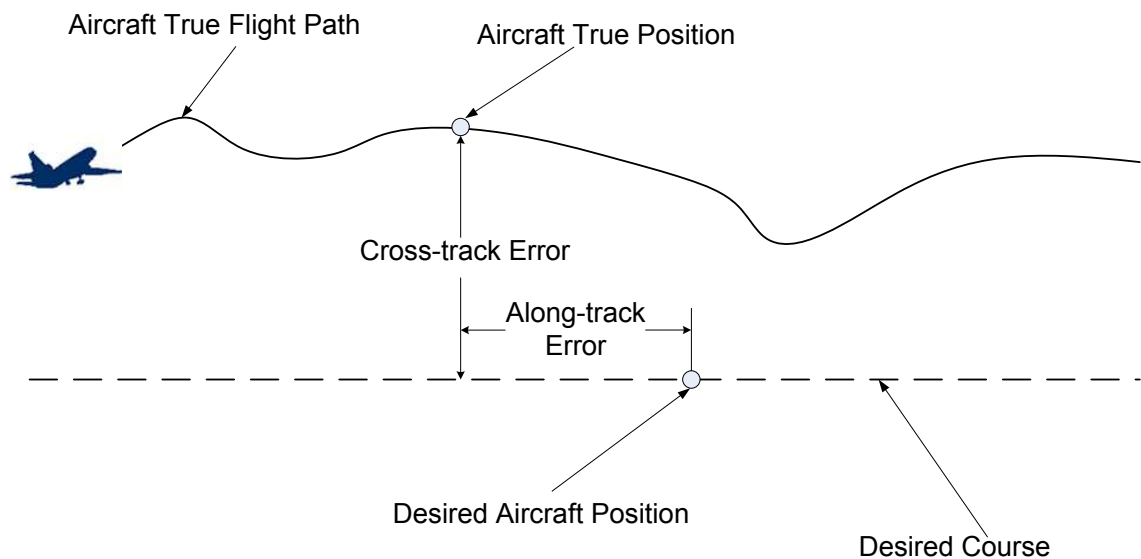 Aircraft True Flight Path
Aircraft True Position
Cross-track Error
Along-track
Error
Desired Aircraft Position
Desired Course